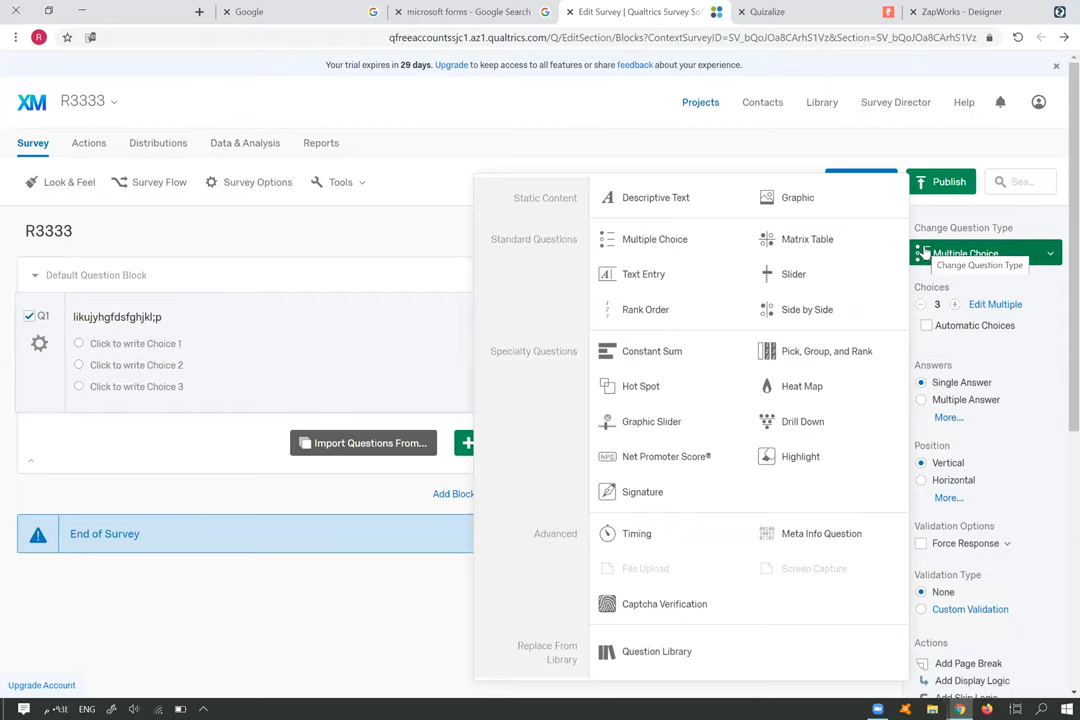 Google
microsoft forms - Google Search
Edit Survey | Qualtrics Survey So
Quizalize
ZapWorks - Designer
R
qfreeaccountssjc1.az1.qualtrics.com/Q/EditSection/Blocks?ContextSurveyID=SV_bQoJOa8CArhS1Vz&Section=SV_bQoJOa8CArhS1Vz
Your trial expires in 29 days. Upgrade to keep access to all features or share feedback about your experience.
XM R3333
Projects Contacts Library Survey Director Help
Survey Actions Distributions Data & Analysis Reports
Look & Feel Survey Flow Survey Options Tools
Publish
Sea...
R3333
Default Question Block
Q1
likujyhgfdsfghjkl;p
Click to write Choice 1
Click to write Choice 2
Click to write Choice 3
Import Questions From...
Add Block
End of Survey
Upgrade Account
Static Content
Descriptive Text
Graphic
Standard Questions
Multiple Choice
Matrix Table
Text Entry
Slider
Rank Order
Side by Side
Specialty Questions
Constant Sum
Pick, Group, and Rank
Hot Spot
Heat Map
Graphic Slider
Drill Down
NPS
Net Promoter Score®
Highlight
Signature
Advanced
Timing
Meta Info Question
File Upload
Screen Capture
Captcha Verification
Replace From
Library
Question Library
Change Question Type
Multiple Choice
Change Question Type
Choices
3 Edit Multiple
Automatic Choices
Answers
Single Answer
Multiple Answer
More...
Position
Vertical
Horizontal
More...
Validation Options
Force Response
Validation Type
None
Custom Validation
Actions
Add Page Break
Add Display Logic
Add Skip Logic
ENG